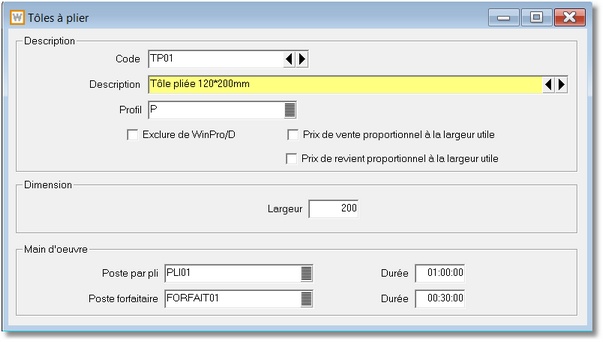 Tôles à plier
Description
Code TP01
Description Tôle pliée 120*200mm
Profil P
Exclure de WinPro/D Prix de vente proportionnel à la largeur utile
Prix de revient proportionnel à la largeur utile
Dimension
Largeur 200
Main d'oeuvre
Poste par pli PLI01 Durée 01:00:00
Poste forfaitaire FORFAIT01 Durée 00:30:00